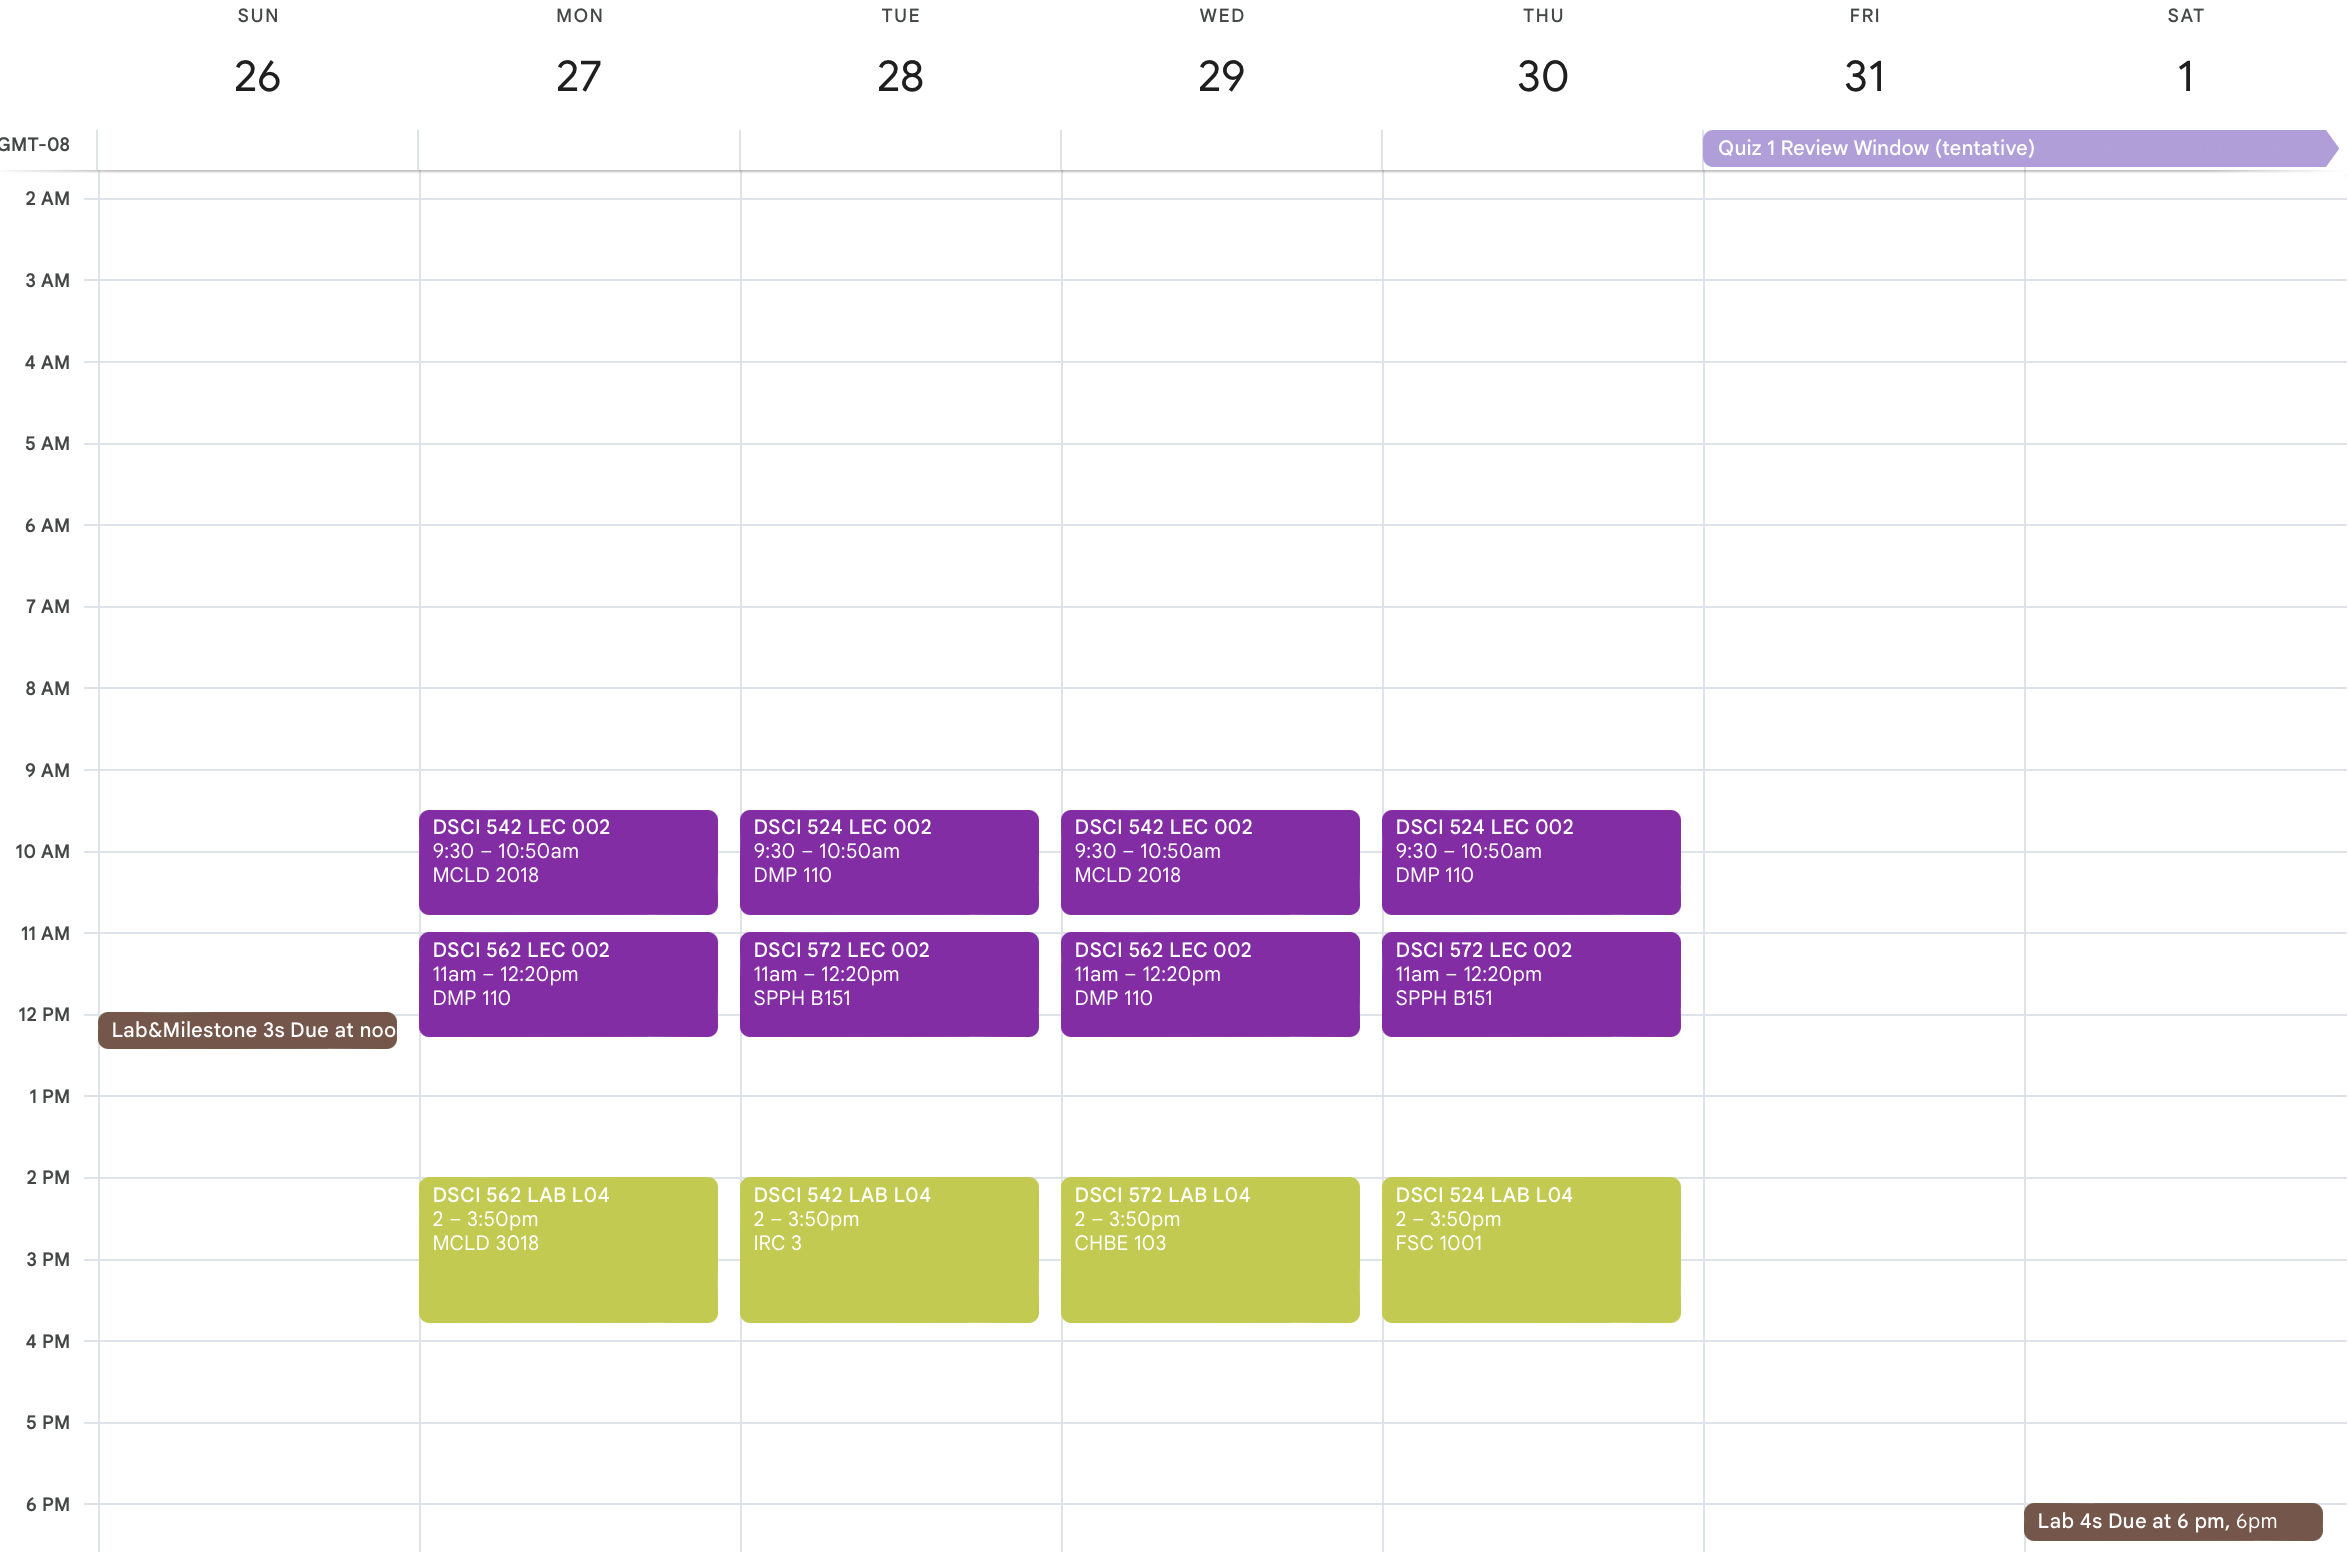 SUN MON TUE WED THU FRI SAT
26 27 28 29 30 31 1
GMT-08
Quiz 1 Review Window (tentative)
2 AM
3 AM
4 AM
5 AM
6 AM
7 AM
8 AM
9 AM
10 AM
11 AM
12 PM
1 PM
2 PM
3 PM
4 PM
5 PM
6 PM
Lab&Milestone 3s Due at noo
DSCI 542 LEC 002
9:30 – 10:50am
MCLD 2018
DSCI 562 LEC 002
11am – 12:20pm
DMP 110
DSCI 562 LAB L04
2 – 3:50pm
MCLD 3018
DSCI 524 LEC 002
9:30 – 10:50am
DMP 110
DSCI 572 LEC 002
11am – 12:20pm
SPPH B151
DSCI 542 LAB L04
2 – 3:50pm
IRC 3
DSCI 542 LEC 002
9:30 – 10:50am
MCLD 2018
DSCI 562 LEC 002
11am – 12:20pm
DMP 110
DSCI 572 LAB L04
2 – 3:50pm
CHBE 103
DSCI 524 LEC 002
9:30 – 10:50am
DMP 110
DSCI 572 LEC 002
11am – 12:20pm
SPPH B151
DSCI 524 LAB L04
2 – 3:50pm
FSC 1001
Lab 4s Due at 6 pm, 6pm